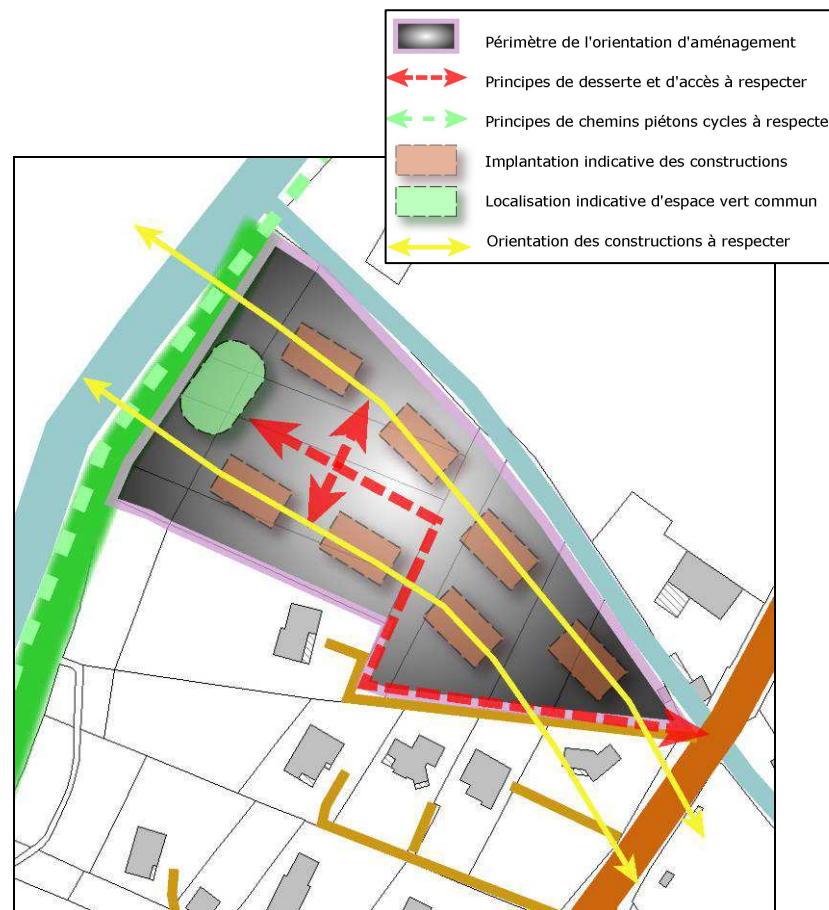 Périmètre de l'orientation d'aménagement
Principes de desserte et d'accès à respecter
Principes de chemins piétons cycles à respecte
Implantation indicative des constructions
Localisation indicative d'espace vert commun
Orientation des constructions à respecter